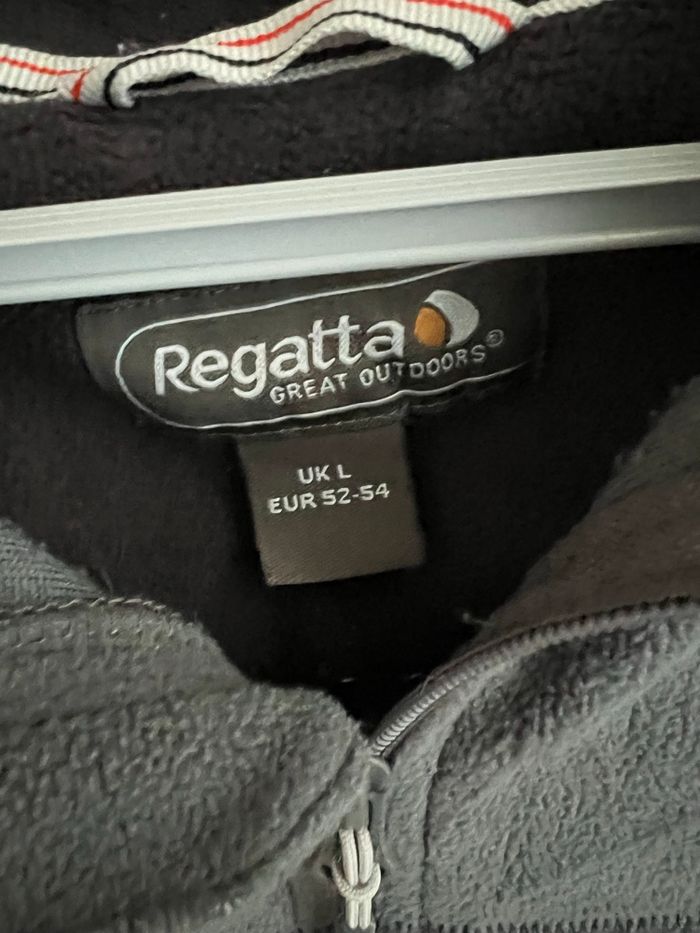 Regatta
GREAT OUTDOORS®
UK L
EUR 52-54